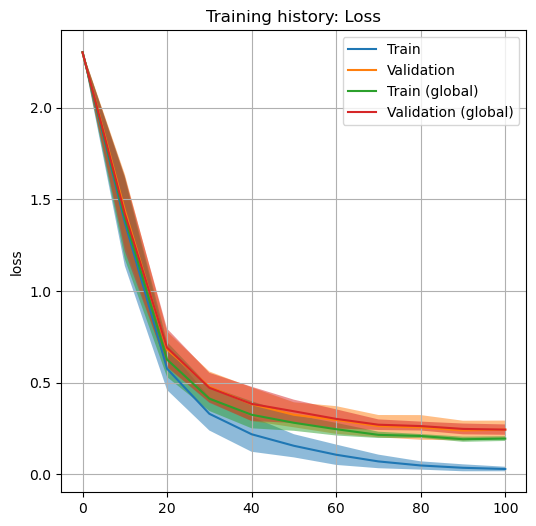 Training history: Loss
Train
Validation
Train (global)
Validation (global)
loss
2.0
1.5
1.0
0.5
0.0
0 20 40 60 80 100